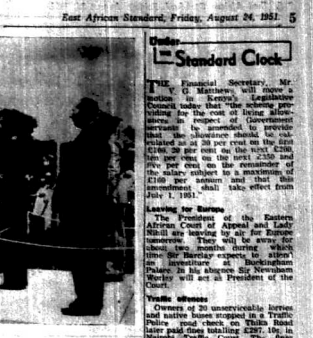 East African Standard, Friday, August 24, 1951. 5
Under
the
Standard Clock
THE Financial Secretary, Mr.
V. G. Matthews, will move a
motion in Kenya's Legislative
Council today that "the scheme pro-
viding for the cost of living allow-
ances in respect of Government
servants be amended to provide
that the allowance should be cal-
culated as at 20 per cent on the first
per cent on the next £200,
ten per cent on the next £350 and
five per cent on the remainder of
the salary subject to a maximum of
£160 per annum and that this
amendment shall take effect from
July 1, 1951."
Leaving for Europe
The President of the Eastern
African Court of Appeal and Lady
Nihill are leaving by air for Europe
tomorrow. They will be away for
about two months during which
time Sir Barclay expects to attend
an investiture at Buckingham
Palace. In his absence Sir Newnham
Worley will act as President of the
Court.
Traffic offences
Owners of 20 unserviceable lorries
and native buses stopped in a Traffic
Police road check on Thika Road
later paid fines totalling £297, 10s. in
Traffic Court. The